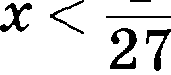 x < — / 27